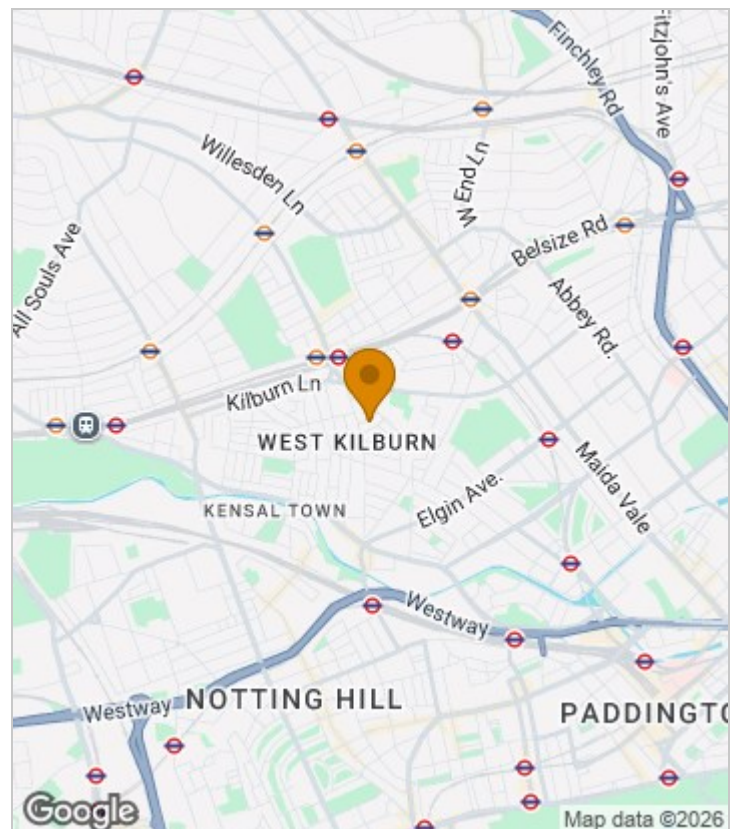 Finchley Rd
Fitzjohn's Ave
Willesden Ln
W End Ln
All Souls Ave
Belsize Rd
Abbey Rd.
Kilburn Ln
WEST KILBURN
Maida Vale
Elgin Ave.
KENSAL TOWN
Westway
Westway
NOTTING HILL
PADDINGTO
Google
Map data ©2026